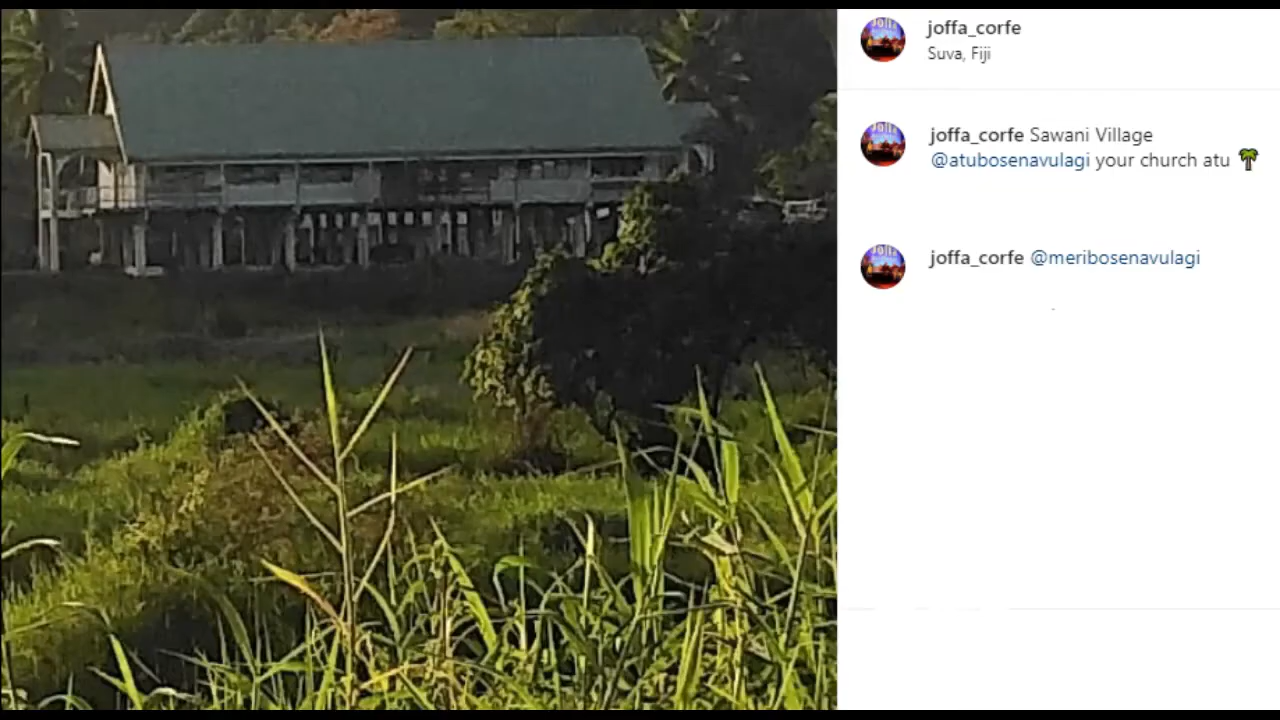 joffa_corfe
Suva, Fiji
joffa_corfe Sawani Village
@atubosenavulagi your church atu 🌴
joffa_corfe @meribosenavulagi